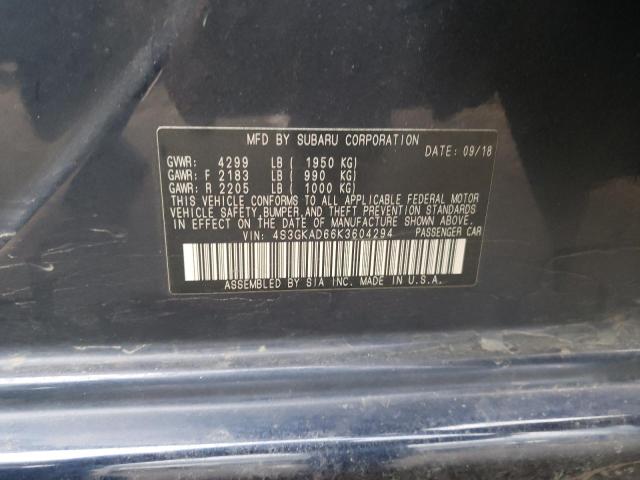 MFD BY SUBARU CORPORATION
DATE: 09/18
GVWR: 4299 LB ( 1950 KG)
GAWR: F 2183 LB ( 990 KG)
GAWR: R 2205 LB ( 1000 KG)
THIS VEHICLE CONFORMS TO ALL APPLICABLE FEDERAL MOTOR
VEHICLE SAFETY, BUMPER, AND THEFT PREVENTION STANDARDS
IN EFFECT ON THE DATE OF MANUFACTURE SHOWN ABOVE.
VIN: 4S3GKAD66K3604294 PASSENGER CAR
ASSEMBLED BY SIA INC. MADE IN U.S.A.